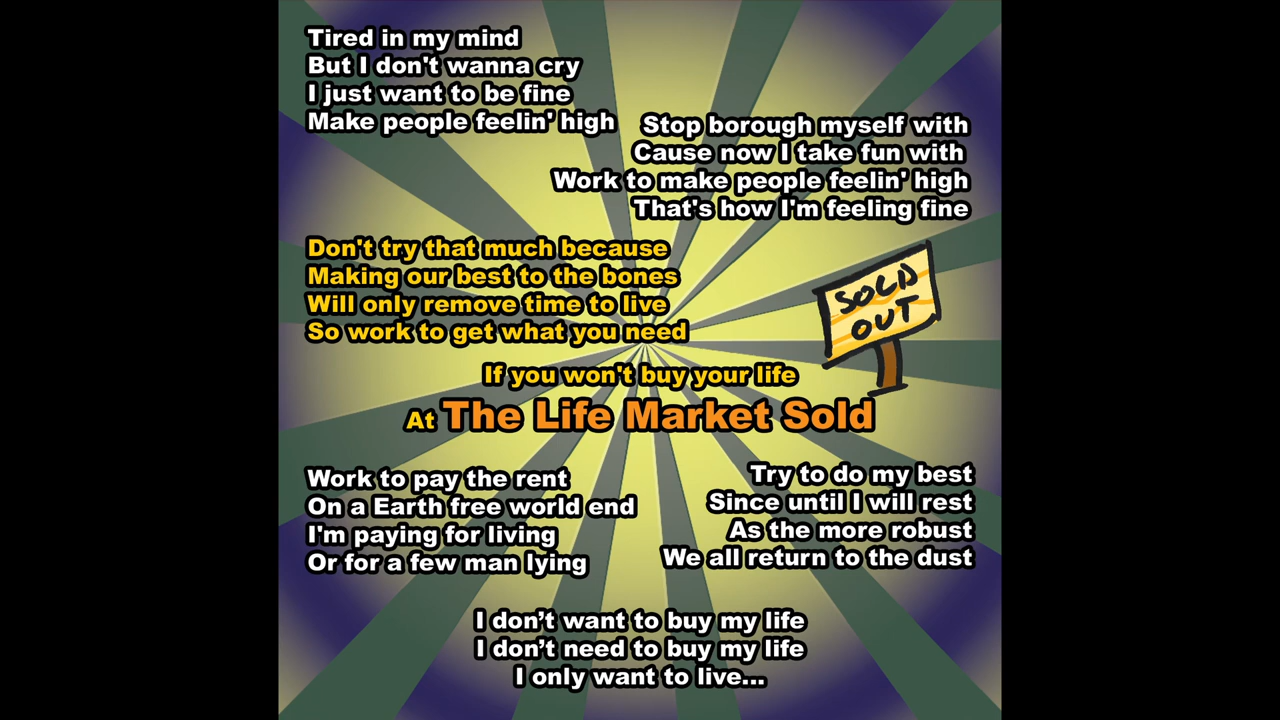 Tired in my mind
But I don't wanna cry
I just want to be fine
Make people feelin' high
Stop borough myself with
Cause now I take fun with
Work to make people feelin' high
That's how I'm feeling fine
Don't try that much because
Making our best to the bones
Will only remove time to live
So work to get what you need
SOLD
OUT
If you won't buy your life
At The Life Market Sold
Work to pay the rent
On a Earth free world end
I'm paying for living
Or for a few man lying
Try to do my best
Since until I will rest
As the more robust
We all return to the dust
I don’t want to buy my life
I don’t need to buy my life
I only want to live...